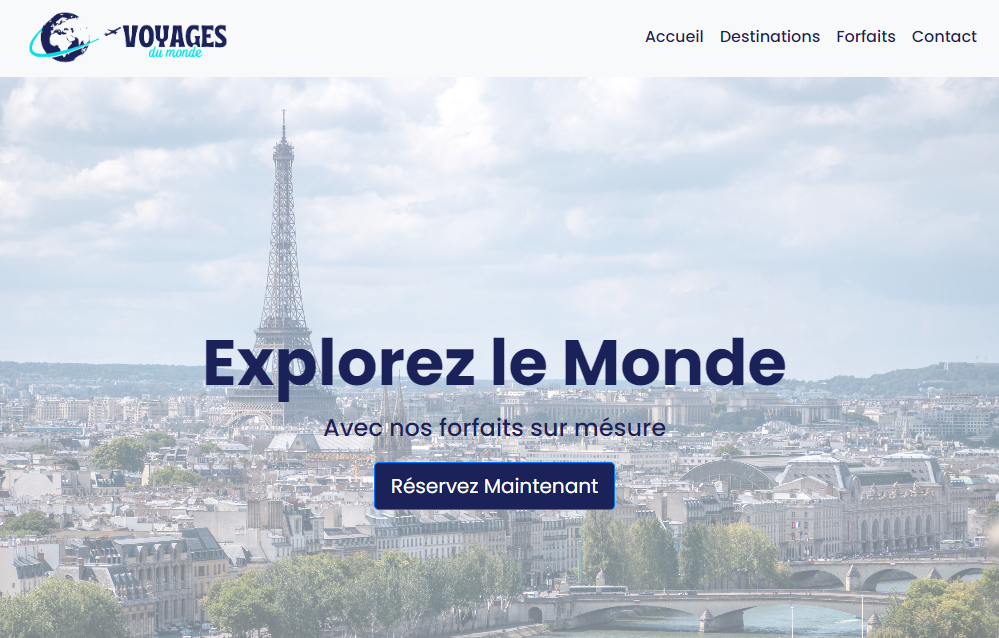 VOYAGES
du monde
Accueil Destinations Forfaits Contact
Explorez le Monde
Avec nos forfaits sur mésure
Réservez Maintenant